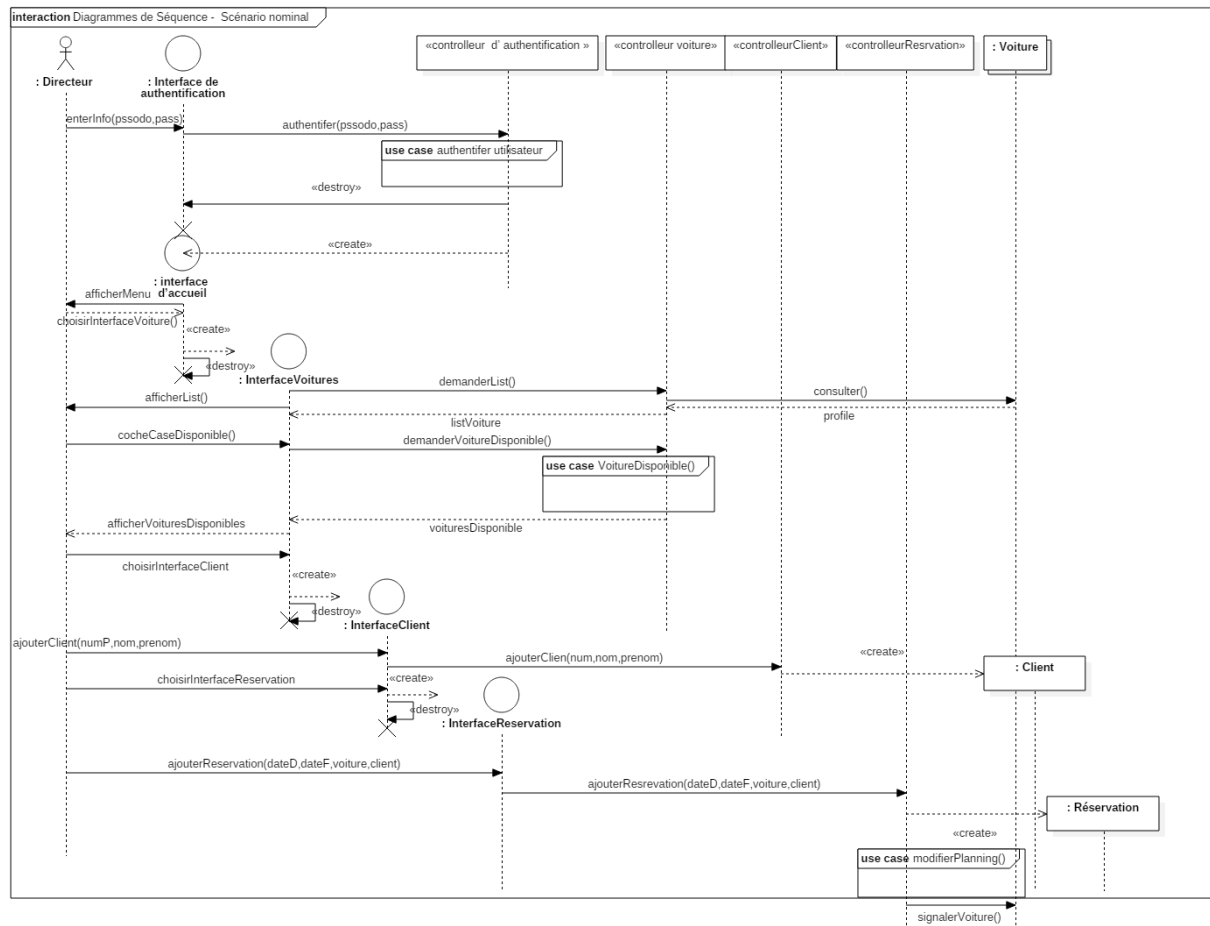 interaction Diagrammes de Séquence - Scénario nominal
«controlleur d' authentification »
«controlleur voiture»
«controlleurClient»
«controlleurResrvation»
: Voiture
: Directeur
: Interface de
authentification
enterInfo(pssodo,pass)
authentifer(pssodo,pass)
use case authentifer utilisateur
«destroy»
«create»
: interface
d'accueil
afficherMenu
choisirInterfaceVoiture()
«create»
«destroy»
: InterfaceVoitures
demanderList()
consulter()
afficherList()
listVoiture
profile
cocheCaseDisponible()
demanderVoitureDisponible()
use case VoitureDisponible()
afficherVoituresDisponibles
voituresDisponible
choisirInterfaceClient
«create»
«destroy»
: InterfaceClient
ajouterClient(numP,nom,prenom)
ajouterClien(num,nom,prenom)
«create»
: Client
choisirInterfaceReservation
«create»
«destroy»
: InterfaceReservation
ajouterReservation(dateD,dateF,voiture,client)
ajouterResrevation(dateD,dateF,voiture,client)
: Réservation
«create»
use case modifierPlanning()
signalerVoiture()